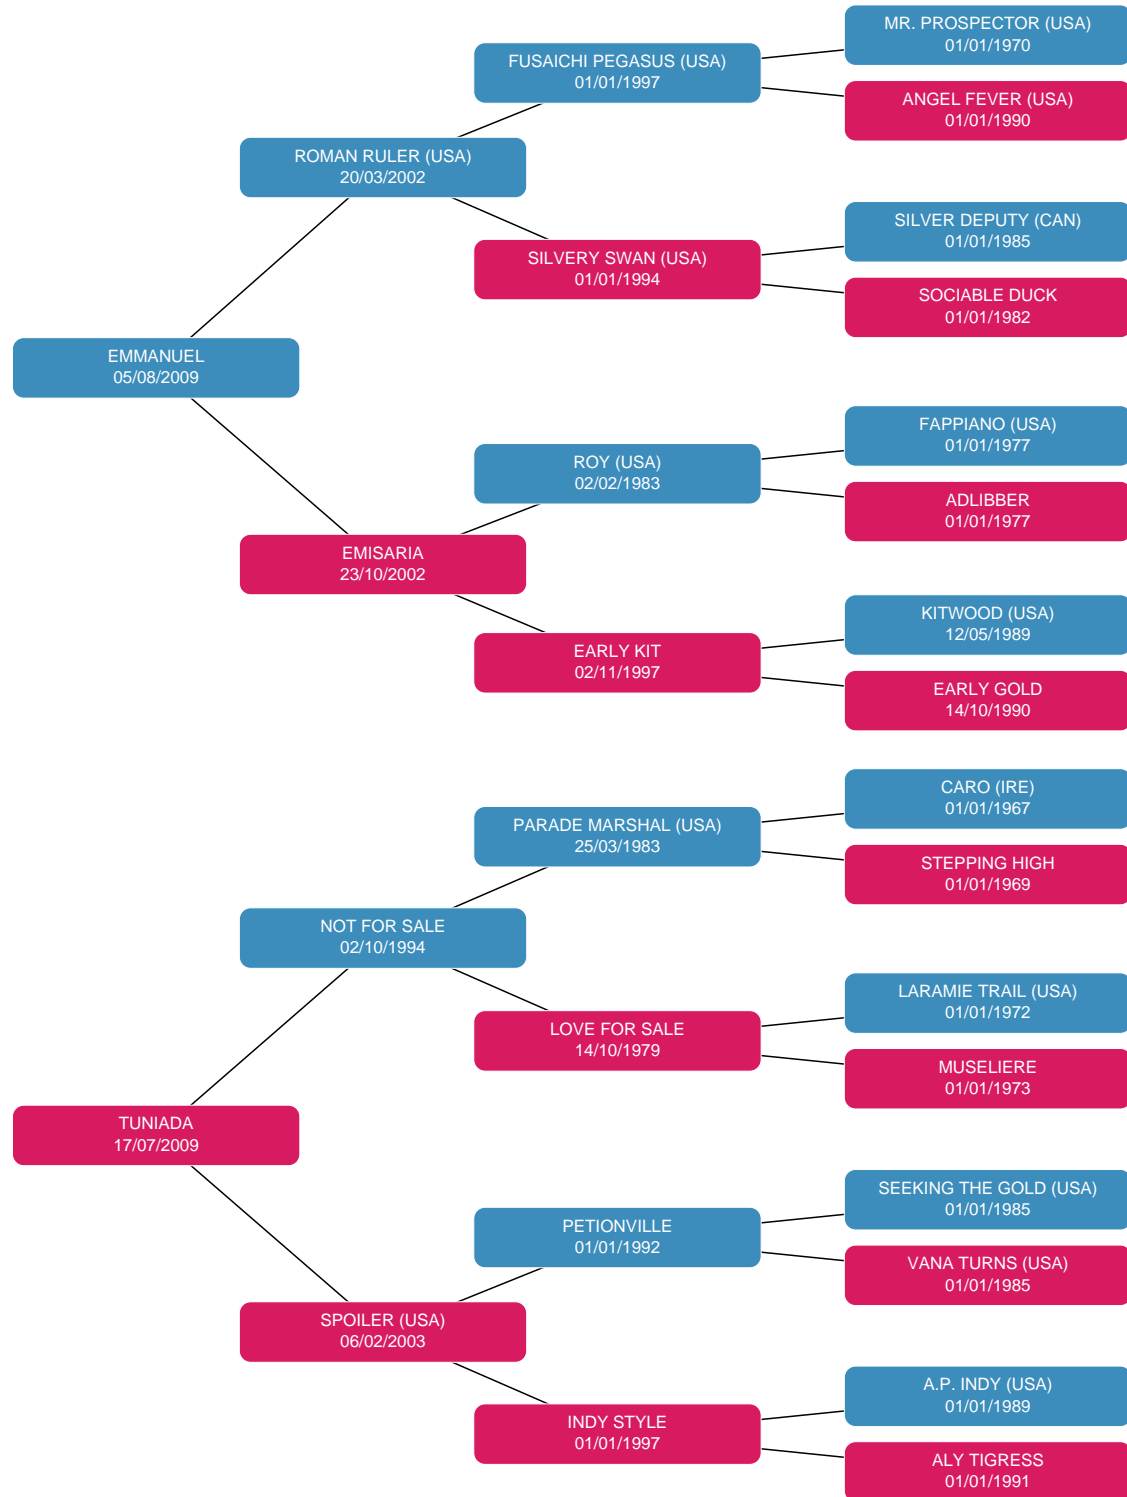 MR. PROSPECTOR (USA)
01/01/1970
FUSAICHI PEGASUS (USA)
01/01/1997
ANGEL FEVER (USA)
01/01/1990
ROMAN RULER (USA)
20/03/2002
SILVER DEPUTY (CAN)
01/01/1985
SILVERY SWAN (USA)
01/01/1994
SOCIABLE DUCK
01/01/1982
EMMANUEL
05/08/2009
FAPPIANO (USA)
01/01/1977
ROY (USA)
02/02/1983
ADLIBBER
01/01/1977
EMISARIA
23/10/2002
KITWOOD (USA)
12/05/1989
EARLY KIT
02/11/1997
EARLY GOLD
14/10/1990
CARO (IRE)
01/01/1967
PARADE MARSHAL (USA)
25/03/1983
STEPPING HIGH
01/01/1969
NOT FOR SALE
02/10/1994
LARAMIE TRAIL (USA)
01/01/1972
LOVE FOR SALE
14/10/1979
MUSELIERE
01/01/1973
TUNIADA
17/07/2009
SEEKING THE GOLD (USA)
01/01/1985
PETIONVILLE
01/01/1992
VANA TURNS (USA)
01/01/1985
SPOILER (USA)
06/02/2003
A.P. INDY (USA)
01/01/1989
INDY STYLE
01/01/1997
ALY TIGRESS
01/01/1991